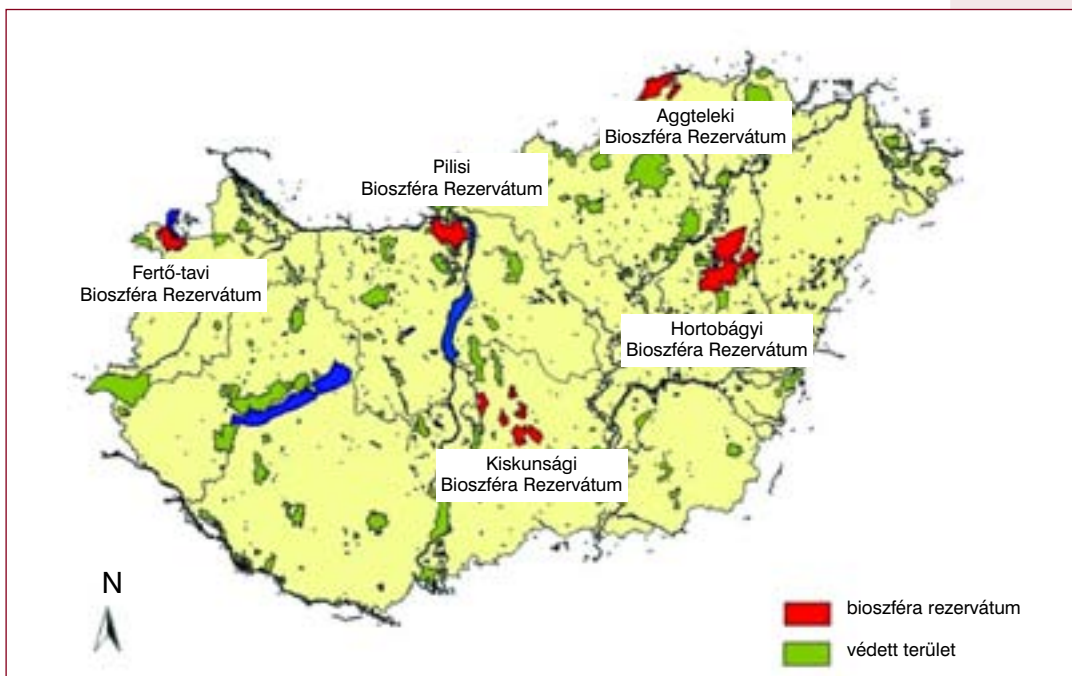 Aggteleki
Bioszféra Rezervátum
Pilisi
Bioszféra Rezervátum
Fertő-tavi
Bioszféra Rezervátum
Hortobágyi
Bioszféra Rezervátum
Kiskunsági
Bioszféra Rezervátum
N
bioszféra rezervátum
védett terület